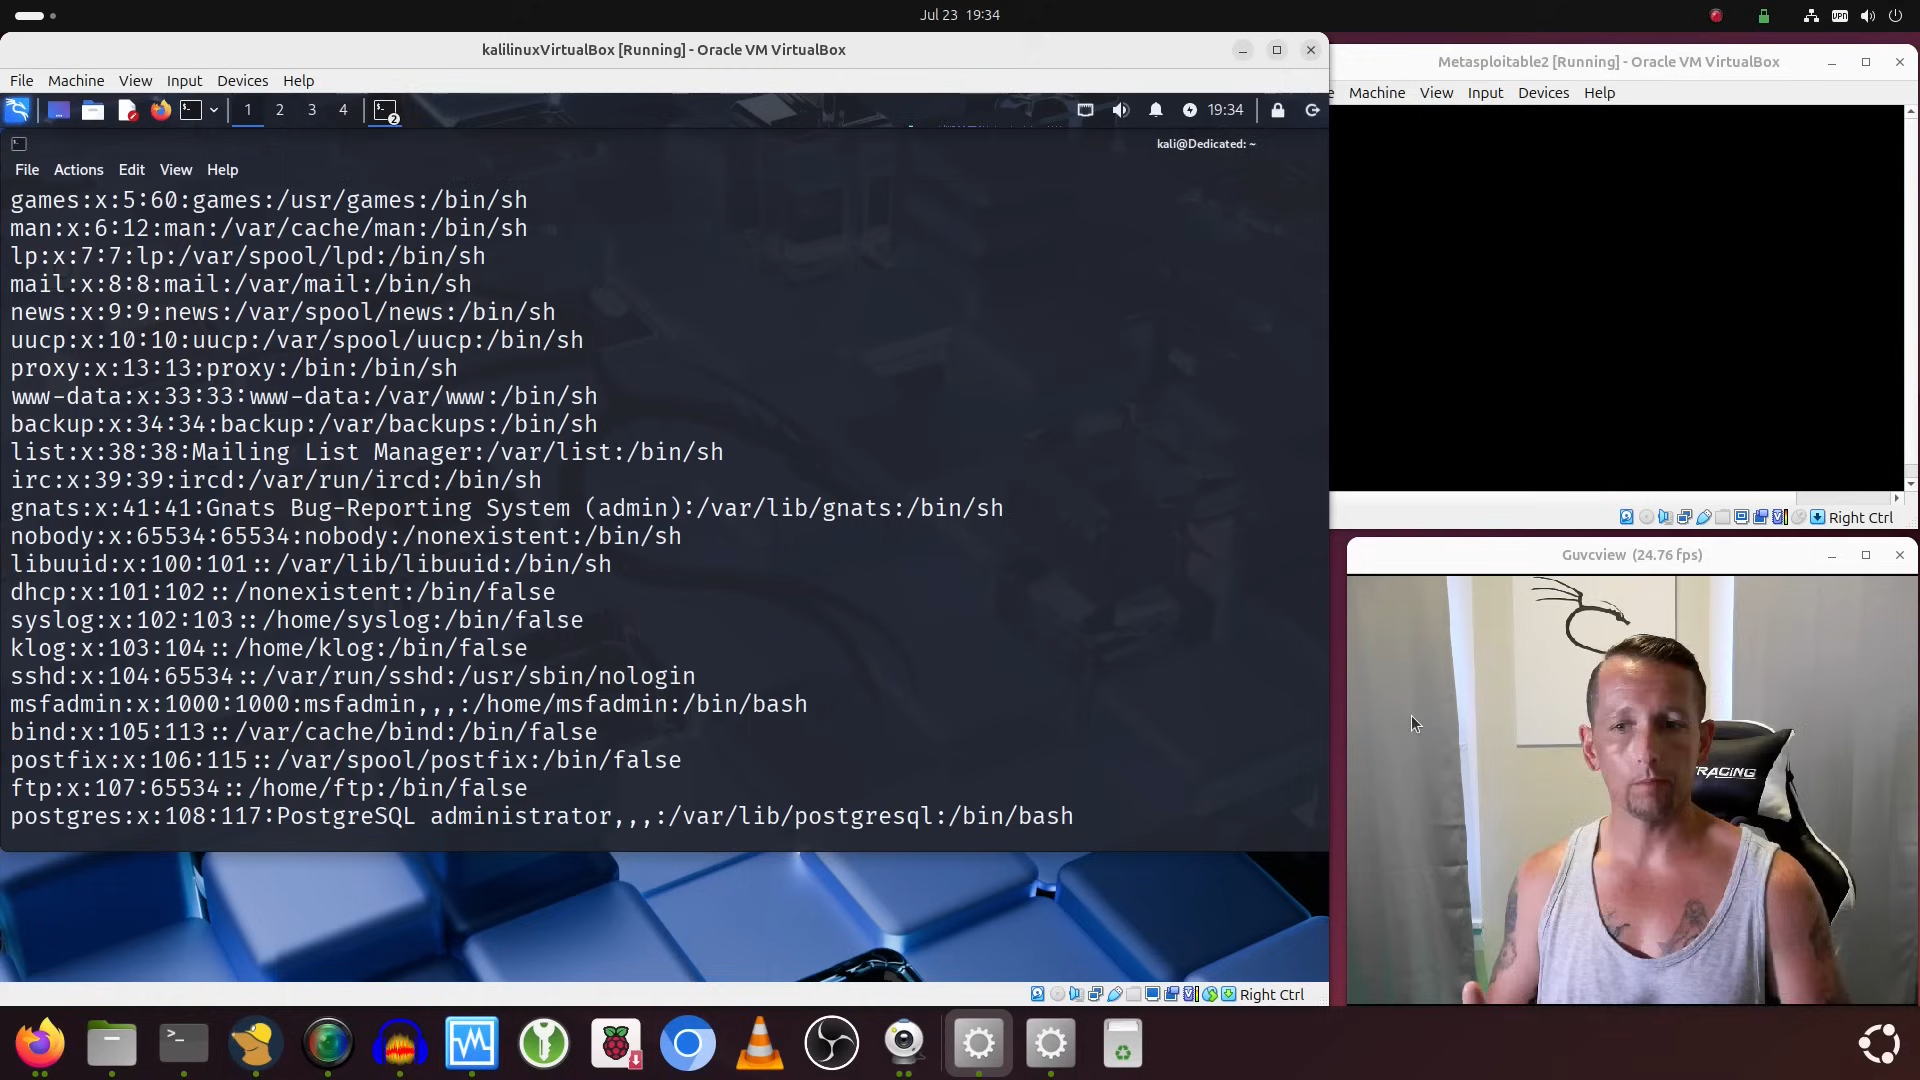 Jul 23 19:34
VPN
kalilinuxVirtualBox [Running] - Oracle VM VirtualBox
File Machine View Input Devices Help
1 2 3 4
2
19:34
kali@Dedicated: ~
File Actions Edit View Help
games:x:5:60:games:/usr/games:/bin/sh
man:x:6:12:man:/var/cache/man:/bin/sh
lp:x:7:7:lp:/var/spool/lpd:/bin/sh
mail:x:8:8:mail:/var/mail:/bin/sh
news:x:9:9:news:/var/spool/news:/bin/sh
uucp:x:10:10:uucp:/var/spool/uucp:/bin/sh
proxy:x:13:13:proxy:/bin:/bin/sh
www-data:x:33:33:www-data:/var/www:/bin/sh
backup:x:34:34:backup:/var/backups:/bin/sh
list:x:38:38:Mailing List Manager:/var/list:/bin/sh
irc:x:39:39:ircd:/var/run/ircd:/bin/sh
gnats:x:41:41:Gnats Bug-Reporting System (admin):/var/lib/gnats:/bin/sh
nobody:x:65534:65534:nobody:/nonexistent:/bin/sh
libuuid:x:100:101::/var/lib/libuuid:/bin/sh
dhcp:x:101:102::/nonexistent:/bin/false
syslog:x:102:103::/home/syslog:/bin/false
klog:x:103:104::/home/klog:/bin/false
sshd:x:104:65534::/var/run/sshd:/usr/sbin/nologin
msfadmin:x:1000:1000:msfadmin,,,:/home/msfadmin:/bin/bash
bind:x:105:113::/var/cache/bind:/bin/false
postfix:x:106:115::/var/spool/postfix:/bin/false
ftp:x:107:65534::/home/ftp:/bin/false
postgres:x:108:117:PostgreSQL administrator,,,:/var/lib/postgresql:/bin/bash
Right Ctrl
Metasploitable2 [Running] - Oracle VM VirtualBox
Machine View Input Devices Help
Right Ctrl
Guvcview (24.76 fps)
RACING